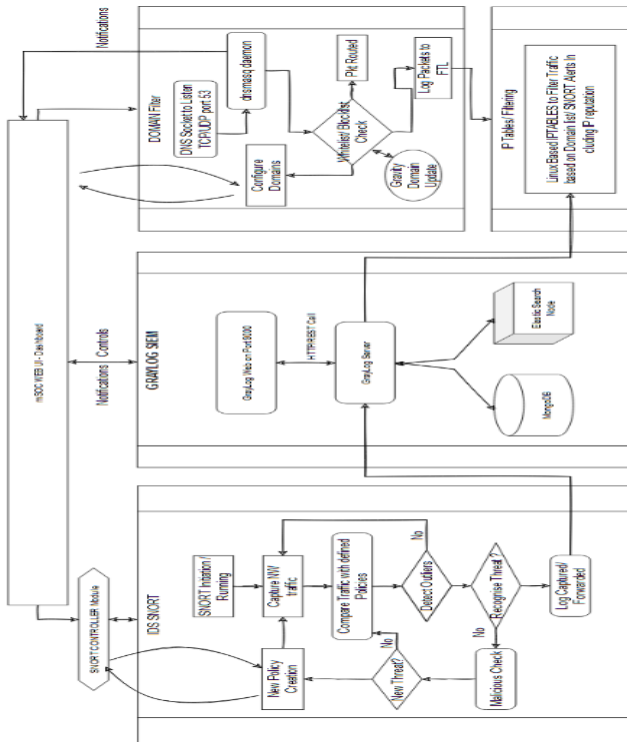 mSOC WEB UI - Dashboard
Notifications
Controls
Notifications
SNORT CONTROLLER Module
IDS SNORT
SNORT Initiation /
Running
New Policy
Creation
Capture NW
traffic
Compare Traffic with defined
Policies
No
No
New Threat?
Detect Outliers
Malicious Check
No
Recognise Threat ?
Log Captured/
Forwarded
GRAYLOG SIEM
GrayLog Web on Port 9000
HTTP/REST Call
GrayLog Server
MongoDB
Elastic Search
Node
DOMAIN Filter
DNS Socket to Listen
TCP/UDP port 53
dnsmasq daemon
Configure
Domains
Whitelist/ Blocklist
Check
Pkt Routed
Gravity
Domain
Update
Log Packets to
FTL
IP Tables/ Filtering
Linux Based IPTABLES to Filter Traffic
based on Domain list/ SNORT Alerts In
cluding IP reputation